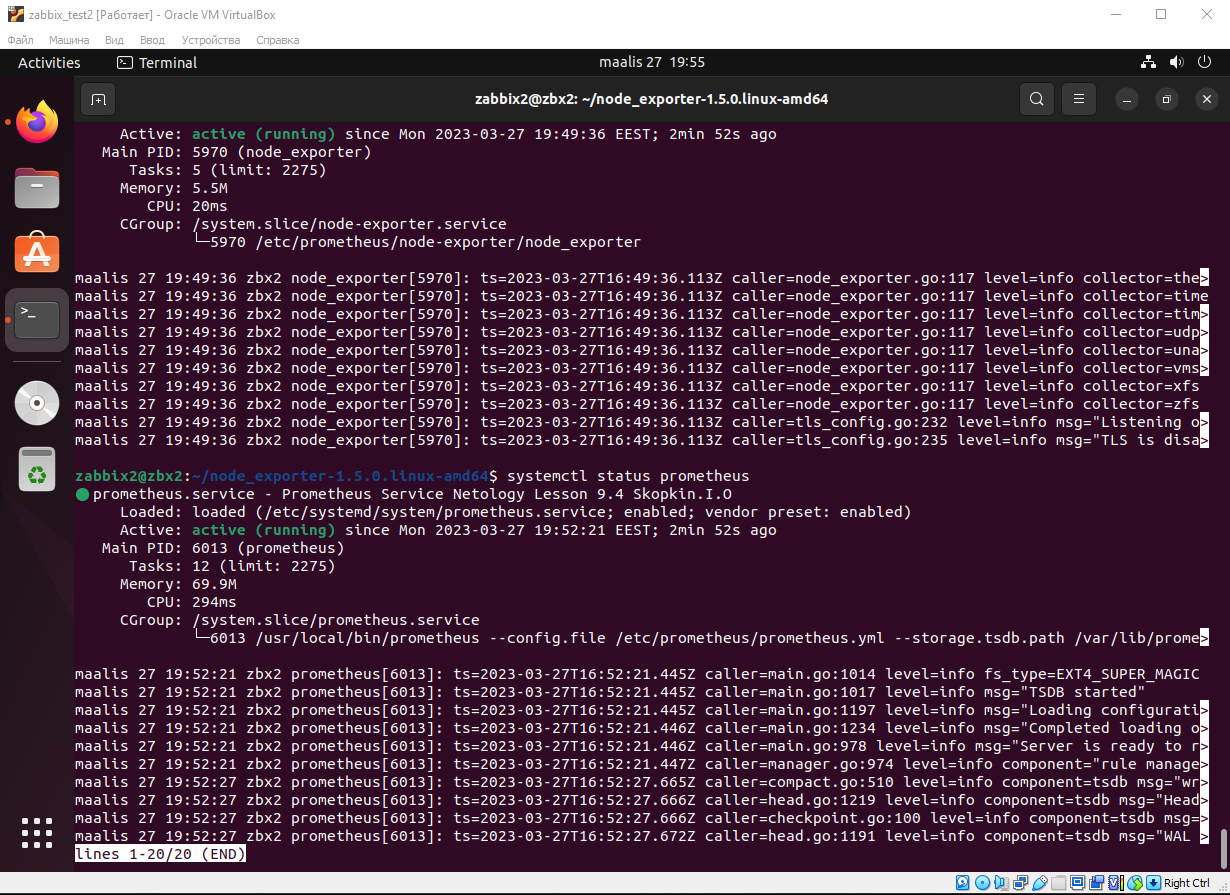 zabbix_test2 [Работает] - Oracle VM VirtualBox
Файл Машина Вид Ввод Устройства Справка
Activities Terminal maalis 27 19:55
zabbix2@zbx2: ~/node_exporter-1.5.0.linux-amd64
Active: active (running) since Mon 2023-03-27 19:49:36 EEST; 2min 52s ago
Main PID: 5970 (node_exporter)
Tasks: 5 (limit: 2275)
Memory: 5.5M
CPU: 20ms
CGroup: /system.slice/node-exporter.service
└─5970 /etc/prometheus/node-exporter/node_exporter
maalis 27 19:49:36 zbx2 node_exporter[5970]: ts=2023-03-27T16:49:36.113Z caller=node_exporter.go:117 level=info collector=the>
maalis 27 19:49:36 zbx2 node_exporter[5970]: ts=2023-03-27T16:49:36.113Z caller=node_exporter.go:117 level=info collector=time
maalis 27 19:49:36 zbx2 node_exporter[5970]: ts=2023-03-27T16:49:36.113Z caller=node_exporter.go:117 level=info collector=tim>
maalis 27 19:49:36 zbx2 node_exporter[5970]: ts=2023-03-27T16:49:36.113Z caller=node_exporter.go:117 level=info collector=udp>
maalis 27 19:49:36 zbx2 node_exporter[5970]: ts=2023-03-27T16:49:36.113Z caller=node_exporter.go:117 level=info collector=una>
maalis 27 19:49:36 zbx2 node_exporter[5970]: ts=2023-03-27T16:49:36.113Z caller=node_exporter.go:117 level=info collector=vms>
maalis 27 19:49:36 zbx2 node_exporter[5970]: ts=2023-03-27T16:49:36.113Z caller=node_exporter.go:117 level=info collector=xfs
maalis 27 19:49:36 zbx2 node_exporter[5970]: ts=2023-03-27T16:49:36.113Z caller=node_exporter.go:117 level=info collector=zfs
maalis 27 19:49:36 zbx2 node_exporter[5970]: ts=2023-03-27T16:49:36.113Z caller=tls_config.go:232 level=info msg="Listening o>
maalis 27 19:49:36 zbx2 node_exporter[5970]: ts=2023-03-27T16:49:36.113Z caller=tls_config.go:235 level=info msg="TLS is disa>
zabbix2@zbx2:~/node_exporter-1.5.0.linux-amd64$ systemctl status prometheus
● prometheus.service - Prometheus Service Netology Lesson 9.4 Skopkin.I.O
Loaded: loaded (/etc/systemd/system/prometheus.service; enabled; vendor preset: enabled)
Active: active (running) since Mon 2023-03-27 19:52:21 EEST; 2min 52s ago
Main PID: 6013 (prometheus)
Tasks: 12 (limit: 2275)
Memory: 69.9M
CPU: 294ms
CGroup: /system.slice/prometheus.service
└─6013 /usr/local/bin/prometheus --config.file /etc/prometheus/prometheus.yml --storage.tsdb.path /var/lib/prome>
maalis 27 19:52:21 zbx2 prometheus[6013]: ts=2023-03-27T16:52:21.445Z caller=main.go:1014 level=info fs_type=EXT4_SUPER_MAGIC
maalis 27 19:52:21 zbx2 prometheus[6013]: ts=2023-03-27T16:52:21.445Z caller=main.go:1017 level=info msg="TSDB started"
maalis 27 19:52:21 zbx2 prometheus[6013]: ts=2023-03-27T16:52:21.445Z caller=main.go:1197 level=info msg="Loading configurati>
maalis 27 19:52:21 zbx2 prometheus[6013]: ts=2023-03-27T16:52:21.446Z caller=main.go:1234 level=info msg="Completed loading o>
maalis 27 19:52:21 zbx2 prometheus[6013]: ts=2023-03-27T16:52:21.446Z caller=main.go:978 level=info msg="Server is ready to r>
maalis 27 19:52:21 zbx2 prometheus[6013]: ts=2023-03-27T16:52:21.447Z caller=manager.go:974 level=info component="rule manage>
maalis 27 19:52:27 zbx2 prometheus[6013]: ts=2023-03-27T16:52:27.665Z caller=compact.go:510 level=info component=tsdb msg="wr>
maalis 27 19:52:27 zbx2 prometheus[6013]: ts=2023-03-27T16:52:27.666Z caller=head.go:1219 level=info component=tsdb msg="Head>
maalis 27 19:52:27 zbx2 prometheus[6013]: ts=2023-03-27T16:52:27.666Z caller=checkpoint.go:100 level=info component=tsdb msg=>
maalis 27 19:52:27 zbx2 prometheus[6013]: ts=2023-03-27T16:52:27.672Z caller=head.go:1191 level=info component=tsdb msg="WAL >
lines 1-20/20 (END)
Right Ctrl